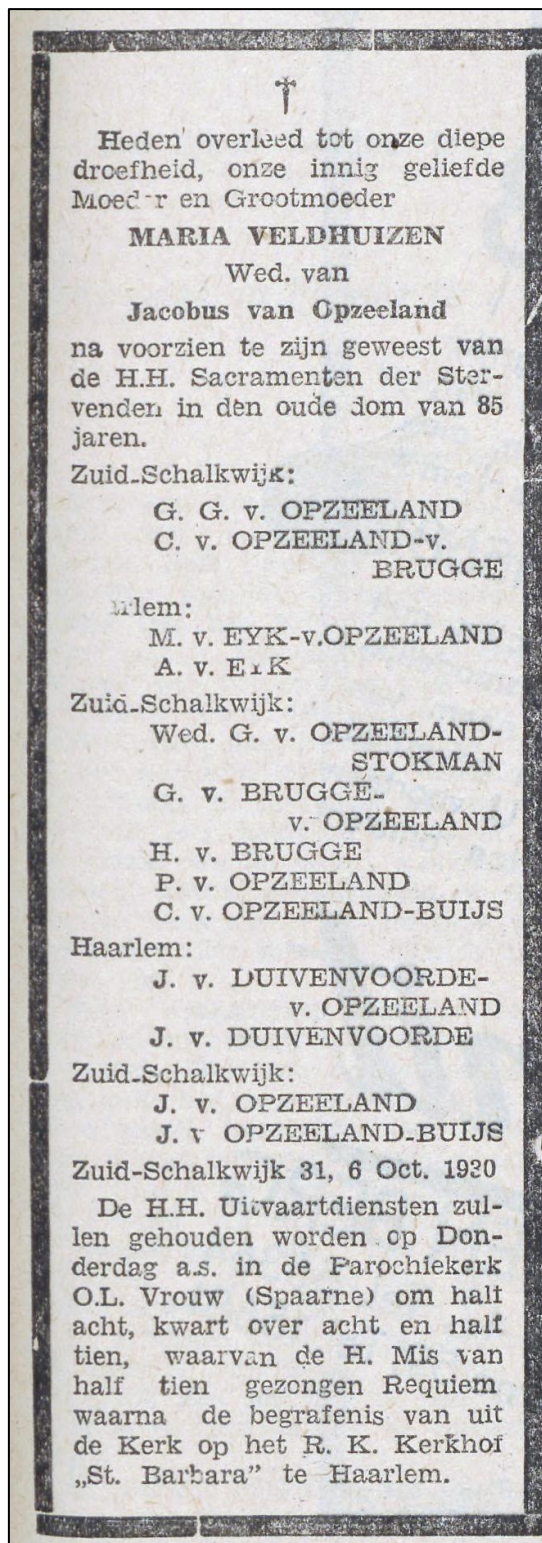 Heden overleed tot onze diepe
droefheid, onze innig geliefde
Moeder en Grootmoeder
MARIA VELDHUIZEN
Wed. van
Jacobus van Opzeeland
na voorzien te zijn geweest van
de H.H. Sacramenten der Ster-
venden in den oude dom van 85
jaren.
Zuid-Schalkwijk:
G. G. v. OPZEELAND
C. v. OPZEELAND-v.
BRUGGE
arlem:
M. v. EYK-v.OPZEELAND
A. v. EYK
Zuid-Schalkwijk:
Wed. G. v. OPZEELAND-
STOKMAN
G. v. BRUGGE-
v. OPZEELAND
H. v. BRUGGE
P. v. OPZEELAND
C. v. OPZEELAND-BUIJS
Haarlem:
J. v. DUIVENVOORDE-
v. OPZEELAND
J. v. DUIVENVOORDE
Zuid-Schalkwijk:
J. v. OPZEELAND
J. v OPZEELAND-BUIJS
Zuid-Schalkwijk 31, 6 Oct. 1930
De H.H. Uitvaartdiensten zul-
len gehouden worden op Don-
derdag a.s. in de Parochiekerk
O.L. Vrouw (Spaarne) om half
acht, kwart over acht en half
tien, waarvan de H. Mis van
half tien gezongen Requiem
waarna de begrafenis van uit
de Kerk op het R. K. Kerkhof
„St. Barbara” te Haarlem.